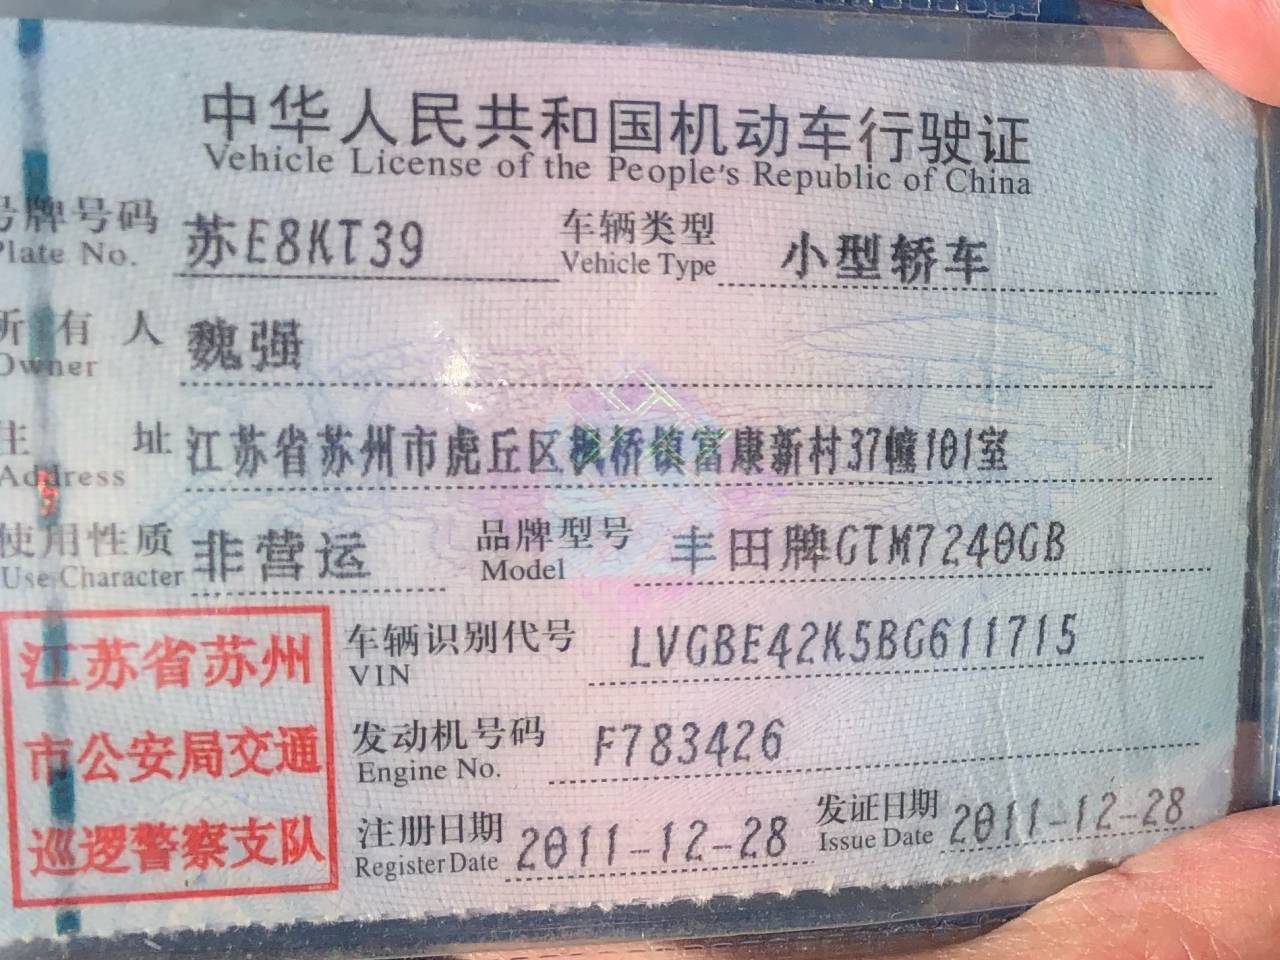 中华人民共和国机动车行驶证
Vehicle License of the People's Republic of China
号牌号码 苏E8KT39 车辆类型 小型轿车
Plate No. Vehicle Type
所有人 魏强
Owner
住址 江苏省苏州市虎丘区枫桥镇富康新村37幢101室
Address
使用性质 非营运 品牌型号 丰田牌GTM7240GB
Use Character Model
江苏省苏州
市公安局交通
巡逻警察支队
车辆识别代号 LVGBE42K5BG611715
VIN
发动机号码 F783426
Engine No.
注册日期 2011-12-28 发证日期 2011-12-28
Register Date Issue Date